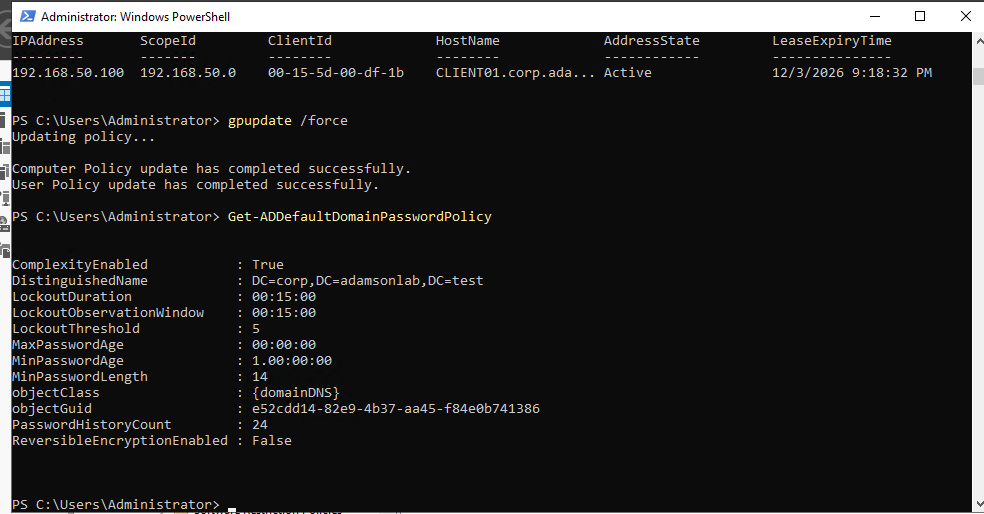 Administrator: Windows PowerShell
IPAddress ScopeId ClientId HostName AddressState LeaseExpiryTime
--------- ------- -------- -------- ------------ ---------------
192.168.50.100 192.168.50.0 00-15-5d-00-df-1b CLIENT01.corp.ada... Active 12/3/2026 9:18:32 PM
PS C:\Users\Administrator> gpupdate /force
Updating policy...
Computer Policy update has completed successfully.
User Policy update has completed successfully.
PS C:\Users\Administrator> Get-ADDefaultDomainPasswordPolicy
ComplexityEnabled : True
DistinguishedName : DC=corp,DC=adamsonlab,DC=test
LockoutDuration : 00:15:00
LockoutObservationWindow : 00:15:00
LockoutThreshold : 5
MaxPasswordAge : 00:00:00
MinPasswordAge : 1.00:00:00
MinPasswordLength : 14
objectClass : {domainDNS}
objectGuid : e52cdd14-82e9-4b37-aa45-f84e0b741386
PasswordHistoryCount : 24
ReversibleEncryptionEnabled : False
PS C:\Users\Administrator>